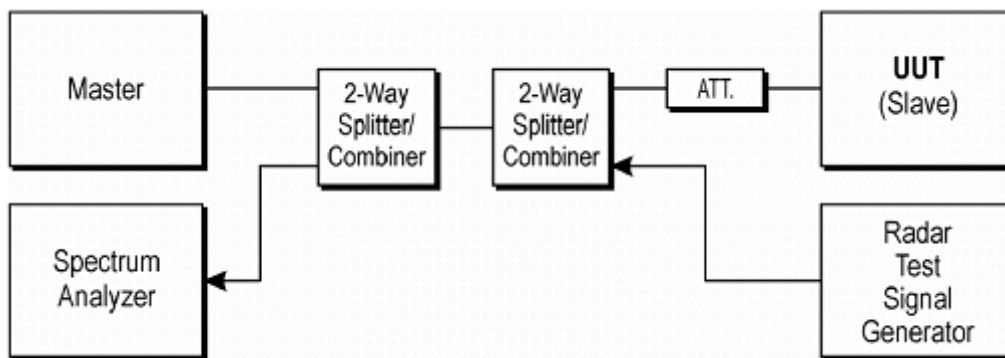 Master
2-Way
Splitter/
Combiner
2-Way
Splitter/
Combiner
ATT.
UUT
(Slave)
Spectrum
Analyzer
Radar
Test
Signal
Generator